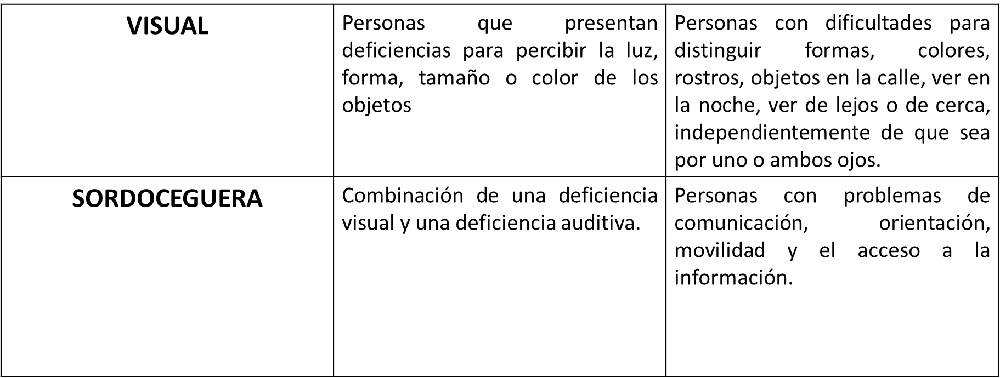 VISUAL
Personas que presentan
deficiencias para percibir la luz,
forma, tamaño o color de los
objetos
Personas con dificultades para
distinguir formas, colores,
rostros, objetos en la calle, ver en
la noche, ver de lejos o de cerca,
independientemente de que sea
por uno o ambos ojos.
SORDOCEGUERA
Combinación de una deficiencia
visual y una deficiencia auditiva.
Personas con problemas de
comunicación, orientación,
movilidad y el acceso a la
información.